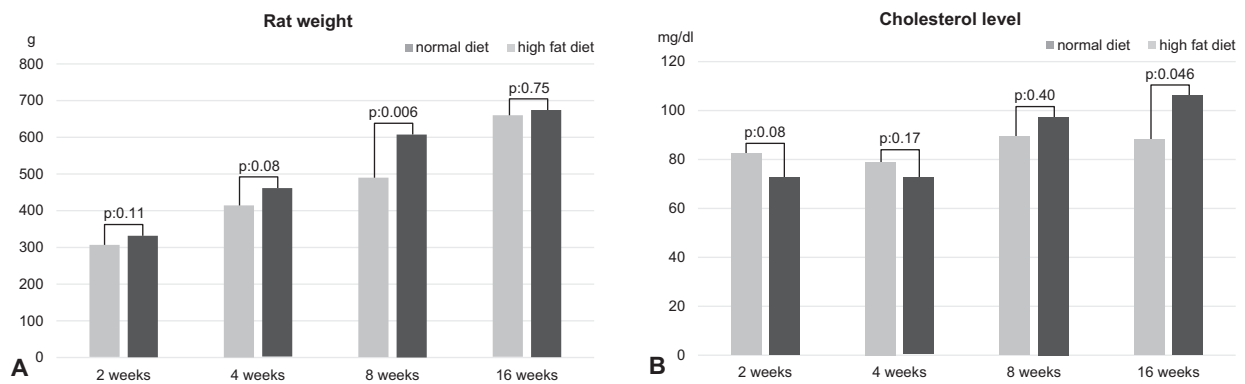 Rat weight
g
normal diet high fat diet
800
700
600
500
400
300
200
100
0
p:0.11
p:0.08
p:0.006
p:0.75
2 weeks 4 weeks 8 weeks 16 weeks
A
Cholesterol level
mg/dl
normal diet high fat diet
120
100
80
60
40
20
0
p:0.08
p:0.17
p:0.40
p:0.046
2 weeks 4 weeks 8 weeks 16 weeks
B